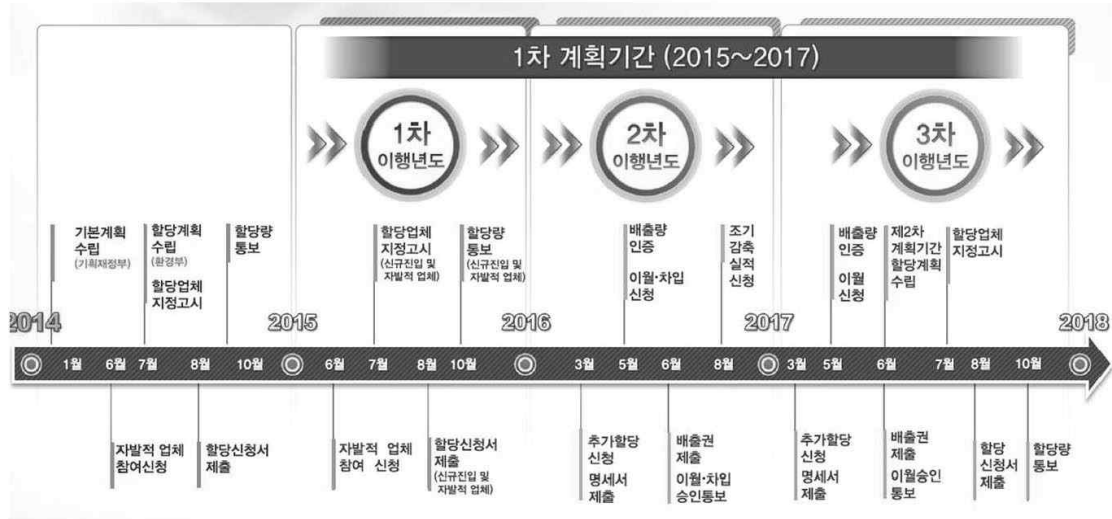 1차 계획기간 (2015~2017)
1차
이행년도
2차
이행년도
3차
이행년도
기본계획
수립
(기획재정부)
할당계획
수립
(환경부)
할당업체
지정고시
할당량
통보
할당업체
지정고시
(신규진입 및
자발적 업체)
할당량
통보
(신규진입 및
자발적 업체)
배출량
인증
이월·차입
신청
조기
감축
실적
신청
배출량
인증
이월
신청
제2차
계획기간
할당계획
수립
할당업체
지정고시
2014
2015
2016
2017
2018
1월 6월 7월 8월 10월 6월 7월 8월 10월 3월 5월 6월 8월 3월 5월 6월 7월 8월 10월
자발적 업체
참여신청
할당신청서
제출
자발적 업체
참여 신청
할당신청서
제출
(신규진입 및
자발적 업체)
추가할당
신청
명세서
제출
배출권
제출
이월·차입
승인통보
추가할당
신청
명세서
제출
배출권
제출
이월승인
통보
할당
신청서
제출
할당량
통보